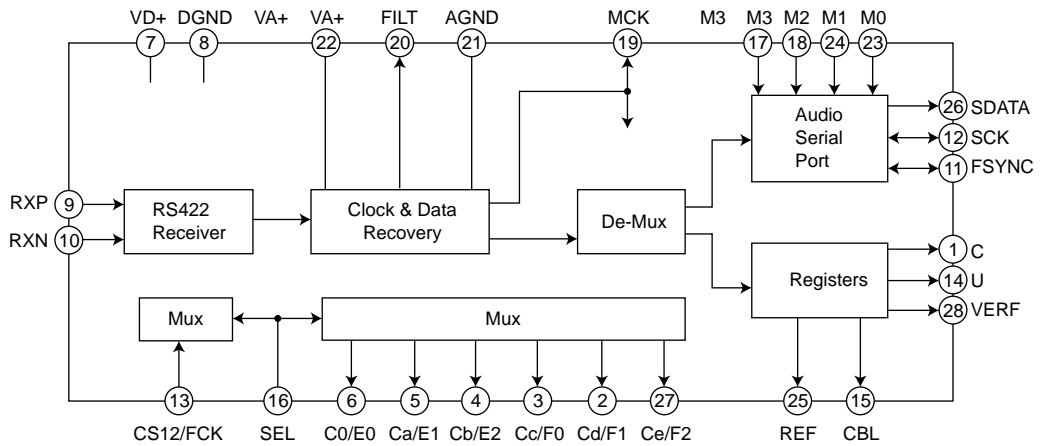 VD+ DGND VA+ VA+ FILT AGND MCK M3 M3 M2 M1 M0
7 8 22 20 21 19 17 18 24 23
Audio
Serial
Port
26 SDATA
12 SCK
11 FSYNC
RXP 9
RXN 10
RS422
Receiver
Clock & Data
Recovery
De-Mux
Registers
1 C
14 U
28 VERF
Mux
Mux
13 16 6 5 4 3 2 27 25 15
CS12/FCK SEL C0/E0 Ca/E1 Cb/E2 Cc/F0 Cd/F1 Ce/F2 REF CBL